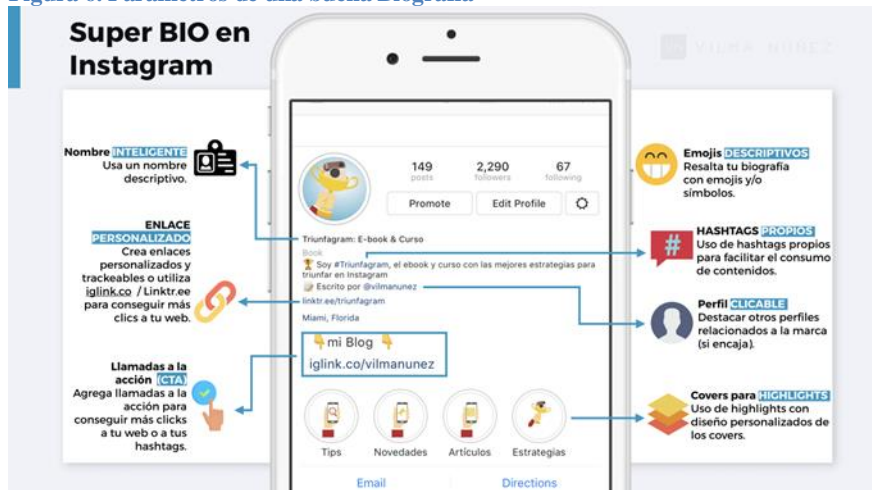 Figura 6. Parámetros de una buena Biografía
Super BIO en
Instagram
VILMA NUÑEZ
Nombre INTELIGENTE
Usa un nombre
descriptivo.
ENLACE
PERSONALIZADO
Crea enlaces
personalizados y
trackeables o utiliza
iglink.co / Linktr.ee
para conseguir más
clics a tu web.
Llamadas a la
acción (CTA)
Agrega llamadas a la
acción para
conseguir más clicks
a tu web o a tus
hashtags.
149
posts
2,290
followers
67
following
Promote
Edit Profile
Triunfagram: E-book & Curso
Book
🏆 Soy #Triunfagram, el ebook y curso con las mejores estrategias para
triunfar en Instagram
📝 Escrito por @vilmanunez
linktr.ee/triunfagram
Miami, Florida
👇 mi Blog 👇
iglink.co/vilmanunez
Tips
Novedades
Artículos
Estrategias
Email
Directions
Emojis DESCRIPTIVOS
Resalta tu biografía
con emojis y/o
símbolos.
#
HASHTAGS PROPIOS
Uso de hashtags propios
para facilitar el consumo
de contenidos.
Perfil CLICABLE
Destacar otros perfiles
relacionados a la marca
(si encaja).
Covers para HIGHLIGHTS
Uso de highlights con
diseño personalizados de
los covers.